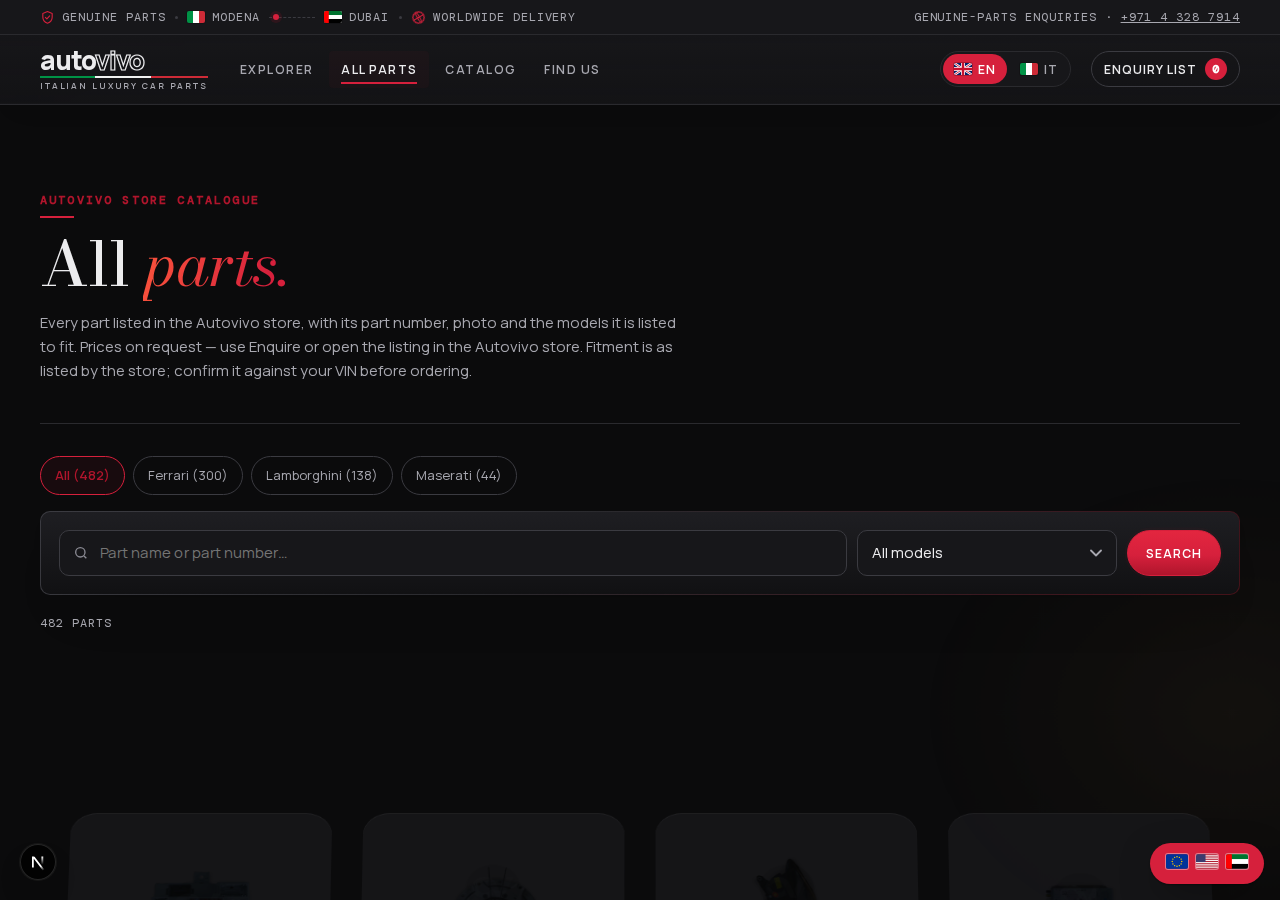 GENUINE PARTS • MODENA DUBAI • WORLDWIDE DELIVERY
GENUINE-PARTS ENQUIRIES · +971 4 328 7914
autovivo
ITALIAN LUXURY CAR PARTS
EXPLORER ALL PARTS CATALOG FIND US
EN IT
ENQUIRY LIST 0
AUTOVIVO STORE CATALOGUE
All parts.
Every part listed in the Autovivo store, with its part number, photo and the models it is listed
to fit. Prices on request — use Enquire or open the listing in the Autovivo store. Fitment is as
listed by the store; confirm it against your VIN before ordering.
All (482) Ferrari (300) Lamborghini (138) Maserati (44)
Part name or part number... All models SEARCH
482 PARTS
N